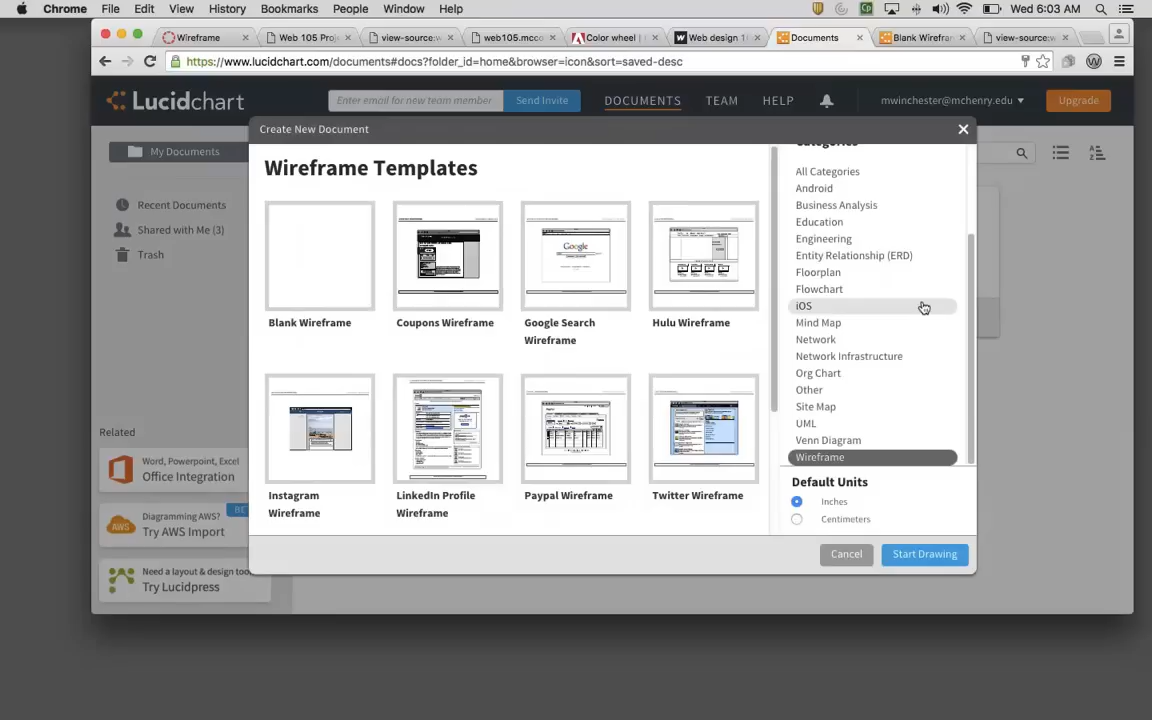 Chrome File Edit View History Bookmarks People Window Help Cp Wed 6:03 AM
Wireframe Web 105 Proj view-source:w web105.mcco Color wheel | Web design 1 Documents Blank Wirefran view-source:w
https://www.lucidchart.com/documents#docs?folder_id=home&browser=icon&sort=saved-desc
Lucidchart Enter email for new team member Send Invite DOCUMENTS TEAM HELP mwinchester@mchenry.edu Upgrade
Create New Document
My Documents
Recent Documents
Shared with Me (3)
Trash
Related
Word, Powerpoint, Excel
Office Integration
Diagramming AWS? BE
Try AWS Import
Need a layout & design too
Try Lucidpress
Wireframe Templates
Google
Blank Wireframe
Coupons Wireframe
Google Search
Wireframe
Hulu Wireframe
Instagram
Wireframe
LinkedIn Profile
Wireframe
Paypal Wireframe
Twitter Wireframe
Categories
All Categories
Android
Business Analysis
Education
Engineering
Entity Relationship (ERD)
Floorplan
Flowchart
iOS
Mind Map
Network
Network Infrastructure
Org Chart
Other
Site Map
UML
Venn Diagram
Wireframe
Default Units
Inches
Centimeters
Cancel Start Drawing